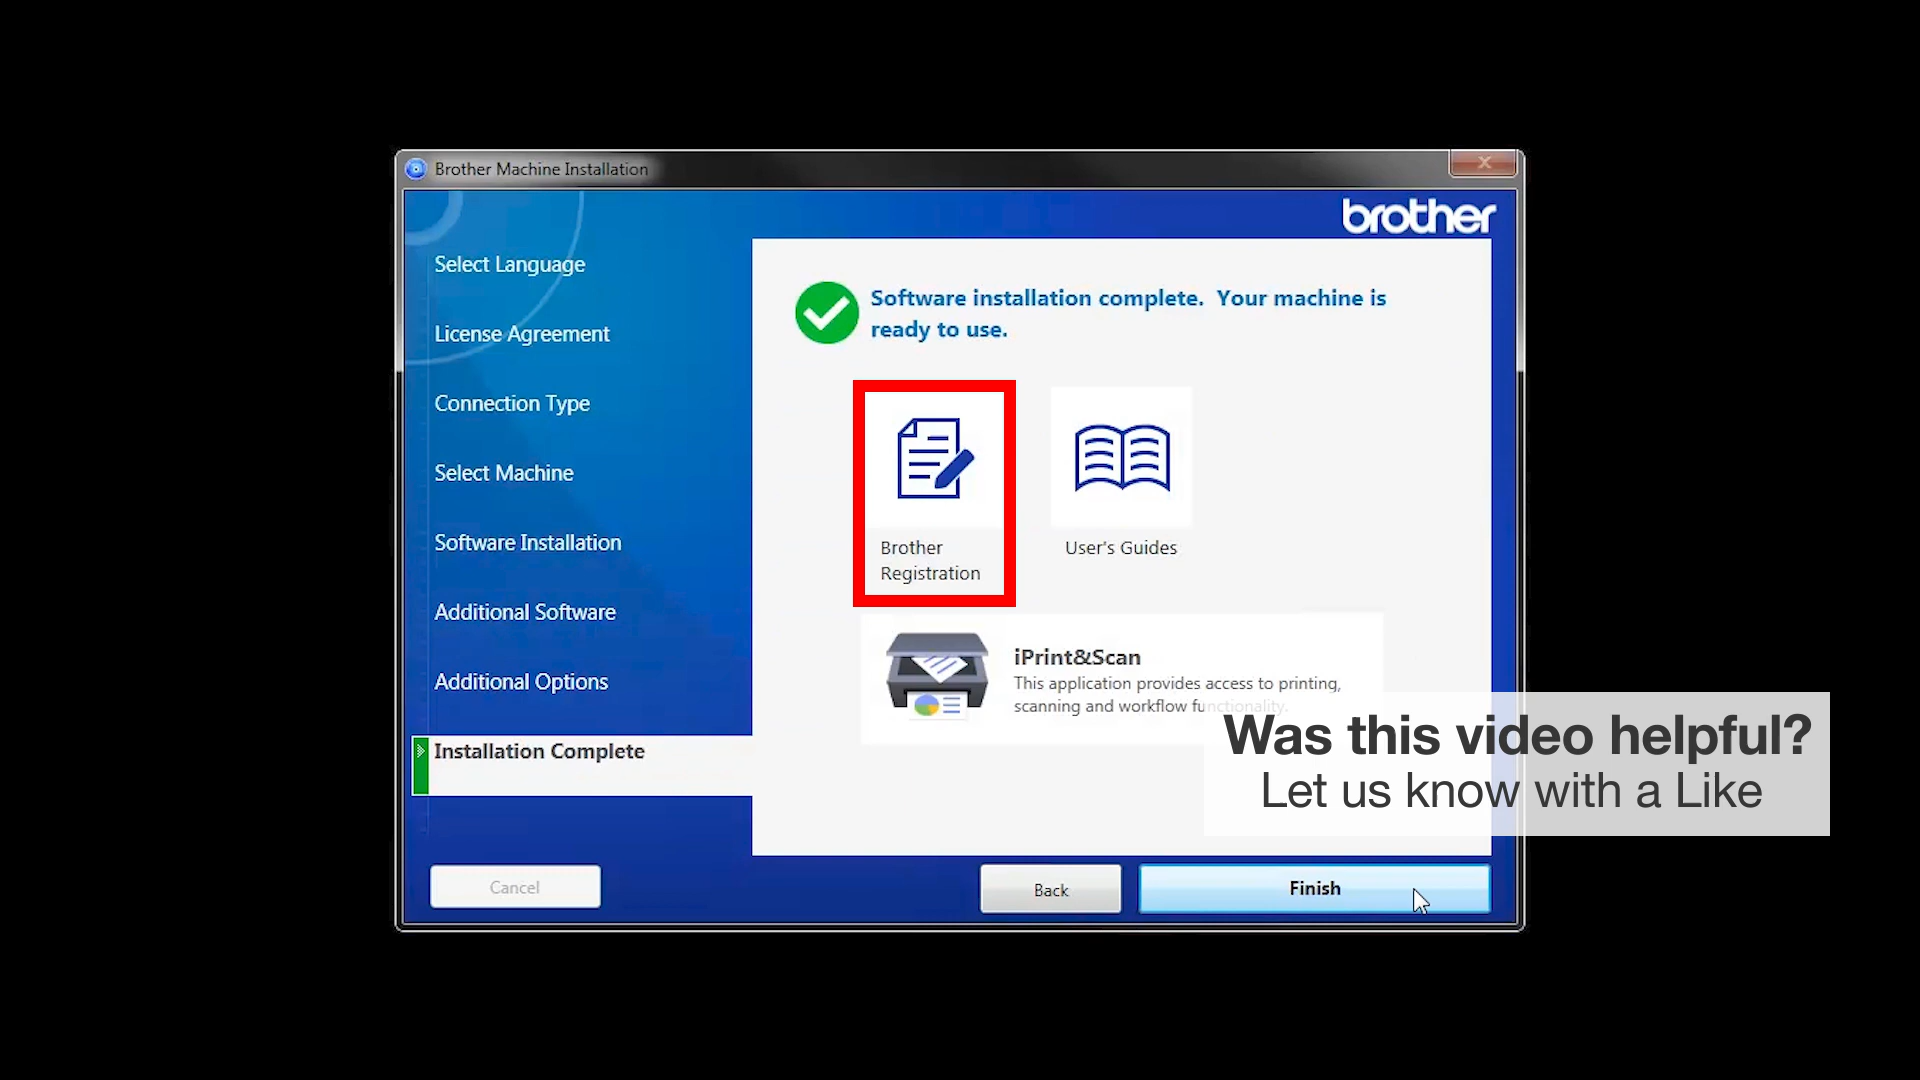 Brother Machine Installation
brother
Select Language
License Agreement
Connection Type
Select Machine
Software Installation
Additional Software
Additional Options
Installation Complete
Software installation complete. Your machine is
ready to use.
Brother
Registration
User's Guides
iPrint&Scan
This application provides access to printing,
scanning and workflow functionality.
Was this video helpful?
Let us know with a Like
Cancel
Back
Finish